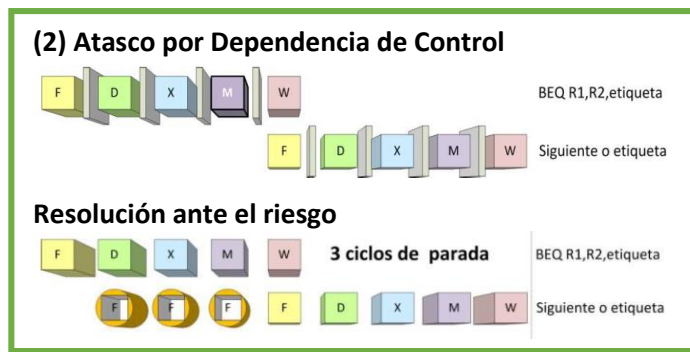 (2) Atasco por Dependencia de Control
F D X M W BEQ R1,R2,etiqueta
F D X M W Siguiente o etiqueta
Resolución ante el riesgo
F D X M W 3 ciclos de parada BEQ R1,R2,etiqueta
F F F F D X M W Siguiente o etiqueta